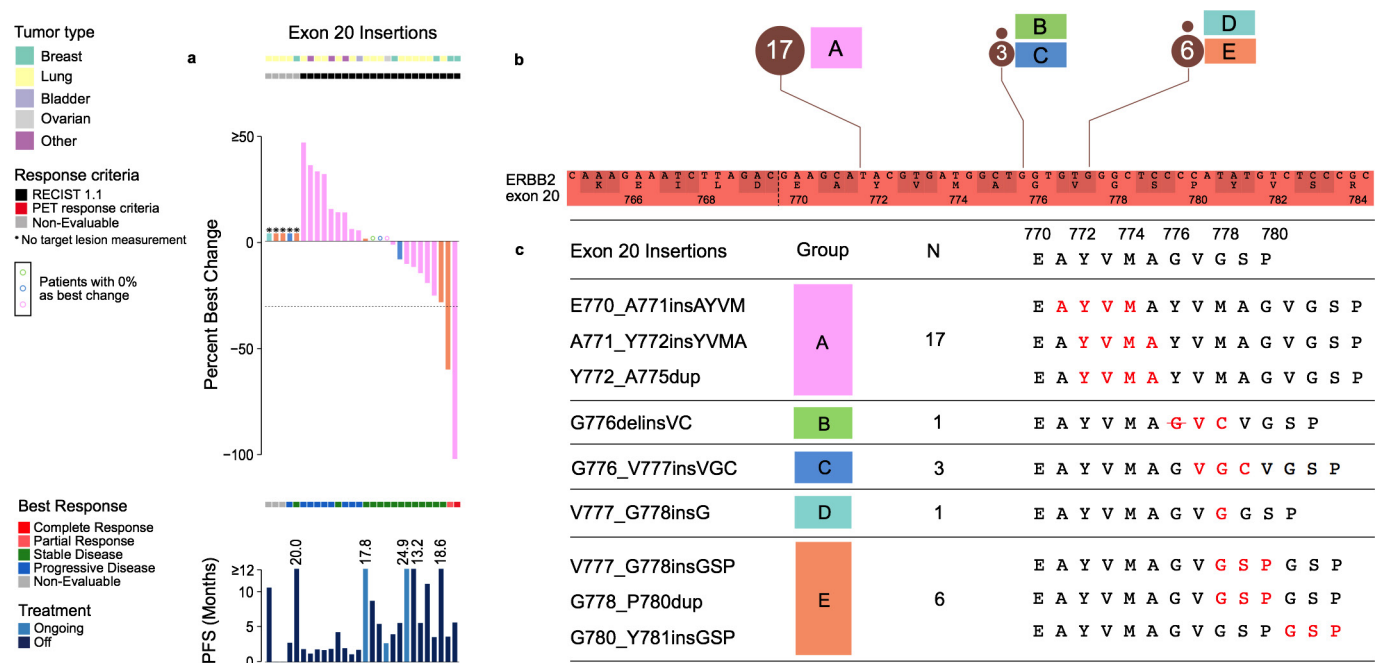 Tumor type
Breast
Lung
Bladder
Ovarian
Other
Response criteria
RECIST 1.1
PET response criteria
Non-Evaluable
* No target lesion measurement
Patients with 0%
as best change
Best Response
Complete Response
Partial Response
Stable Disease
Progressive Disease
Non-Evaluable
Treatment
Ongoing
Off
a
Exon 20 Insertions
Percent Best Change
≥50
0
−50
−100
*****
PFS (Months)
≥12
10
5
0
20.0
17.8
24.9
13.2
18.6
b
17
A
3
B
C
6
D
E
ERBB2
exon 20
C A A A G A A A T C T T A G A C G A A G C A T A C G T G A T G G C T G G T G T G G G C T C C C C A T A T G T C T C C C G C
K E I L D E A Y V M A G V G S P Y V S R
766 768 770 772 774 776 778 780 782 784
c
Exon 20 Insertions Group N
770 772 774 776 778 780
E A Y V M A G V G S P
E770_A771insAYVM E A Y V M A Y V M A G V G S P
A771_Y772insYVMA A 17 E A Y V M A Y V M A G V G S P
Y772_A775dup E A Y V M A Y V M A G V G S P
G776delinsVC B 1 E A Y V M A G V C V G S P
G776_V777insVGC C 3 E A Y V M A G V G C V G S P
V777_G778insG D 1 E A Y V M A G V G G S P
V777_G778insGSP E A Y V M A G V G S P G S P
G778_P780dup E 6 E A Y V M A G V G S P G S P
G780_Y781insGSP E A Y V M A G V G S P G S P